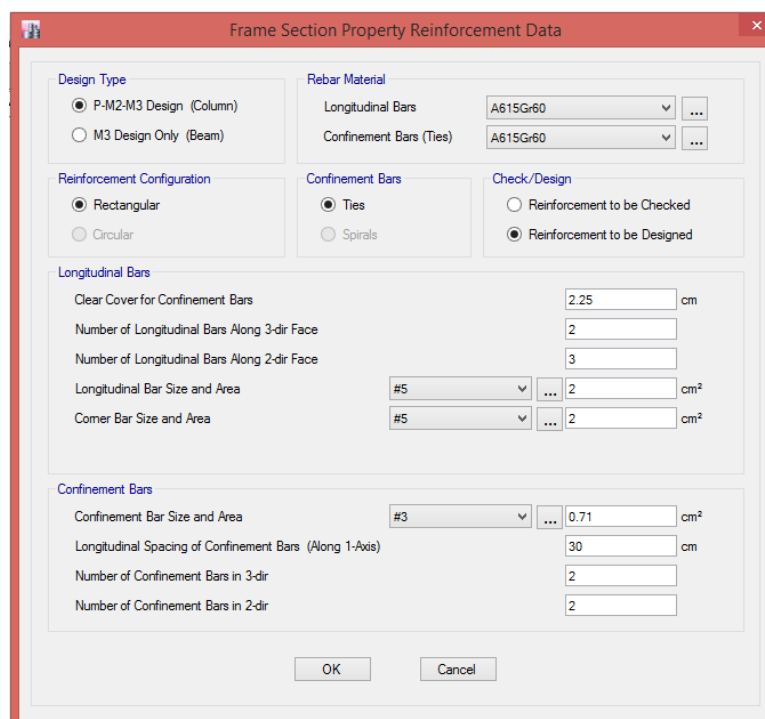 Frame Section Property Reinforcement Data
Design Type
P-M2-M3 Design (Column)
M3 Design Only (Beam)
Rebar Material
Longitudinal Bars A615Gr60 ...
Confinement Bars (Ties) A615Gr60 ...
Reinforcement Configuration
Rectangular
Circular
Confinement Bars
Ties
Spirals
Check/Design
Reinforcement to be Checked
Reinforcement to be Designed
Longitudinal Bars
Clear Cover for Confinement Bars 2.25 cm
Number of Longitudinal Bars Along 3-dir Face 2
Number of Longitudinal Bars Along 2-dir Face 3
Longitudinal Bar Size and Area #5 ... 2 cm²
Corner Bar Size and Area #5 ... 2 cm²
Confinement Bars
Confinement Bar Size and Area #3 ... 0.71 cm²
Longitudinal Spacing of Confinement Bars (Along 1-Axis) 30 cm
Number of Confinement Bars in 3-dir 2
Number of Confinement Bars in 2-dir 2
OK Cancel